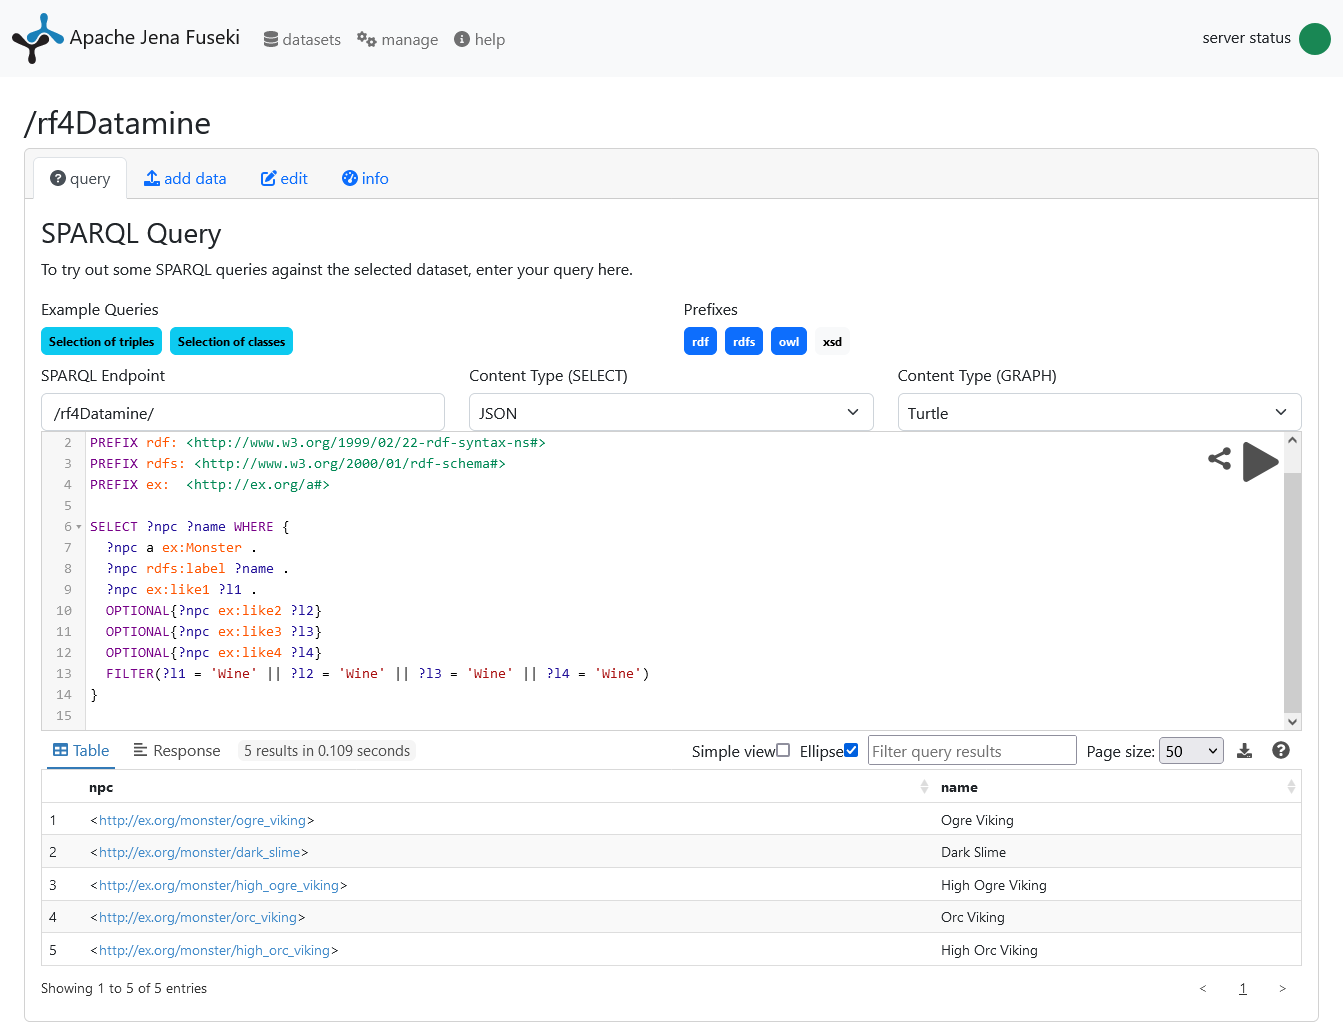 Apache Jena Fuseki datasets manage help server status
/rf4Datamine
query add data edit info
SPARQL Query
To try out some SPARQL queries against the selected dataset, enter your query here.
Example Queries Prefixes
Selection of triples Selection of classes rdf rdfs owl xsd
SPARQL Endpoint Content Type (SELECT) Content Type (GRAPH)
/rf4Datamine/ JSON Turtle
2 PREFIX rdf: <http://www.w3.org/1999/02/22-rdf-syntax-ns#>
3 PREFIX rdfs: <http://www.w3.org/2000/01/rdf-schema#>
4 PREFIX ex:  <http://ex.org/a#>
5
6 SELECT ?npc ?name WHERE {
7 ?npc a ex:Monster .
8 ?npc rdfs:label ?name .
9 ?npc ex:like1 ?l1 .
10 OPTIONAL{?npc ex:like2 ?l2}
11 OPTIONAL{?npc ex:like3 ?l3}
12 OPTIONAL{?npc ex:like4 ?l4}
13 FILTER(?l1 = 'Wine' || ?l2 = 'Wine' || ?l3 = 'Wine' || ?l4 = 'Wine')
14 }
15
Table Response 5 results in 0.109 seconds Simple view Ellipse Filter query results Page size: 50
npc name
1 <http://ex.org/monster/ogre_viking> Ogre Viking
2 <http://ex.org/monster/dark_slime> Dark Slime
3 <http://ex.org/monster/high_ogre_viking> High Ogre Viking
4 <http://ex.org/monster/orc_viking> Orc Viking
5 <http://ex.org/monster/high_orc_viking> High Orc Viking
Showing 1 to 5 of 5 entries < 1 >